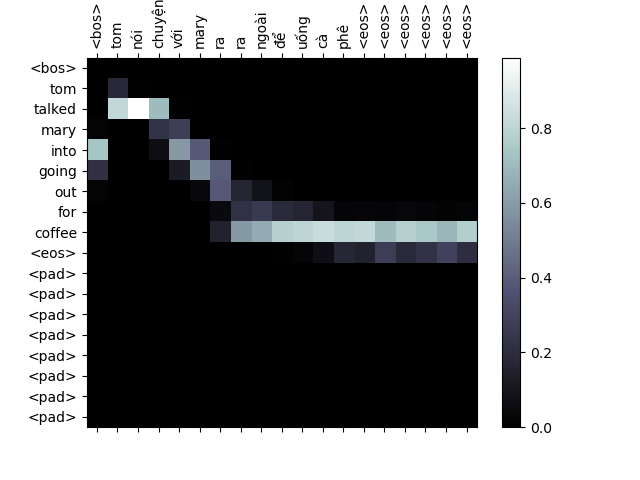 <bos> tom nói chuyện với mary ra ra ngoài để uống cà phê <eos> <eos> <eos> <eos> <eos> <eos>
<bos>
tom
talked
mary
into
going
out
for
coffee
<eos>
<pad>
<pad>
<pad>
<pad>
<pad>
<pad>
<pad>
<pad>
0.8
0.6
0.4
0.2
0.0